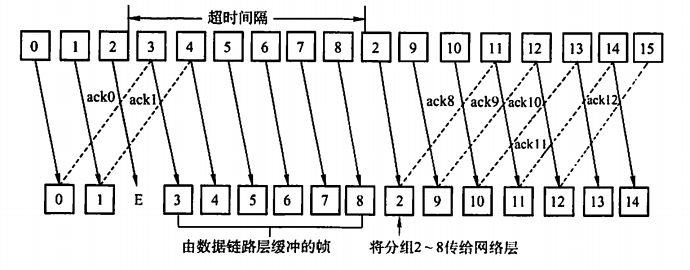 超时间隔
0 1 2 3 4 5 6 7 8 2 9 10 11 12 13 14 15
ack0 ack1 ack8 ack9 ack10 ack12
ack11
0 1 E 3 4 5 6 7 8 2 9 10 11 12 13 14
由数据链路层缓冲的帧 将分组2~8传给网络层